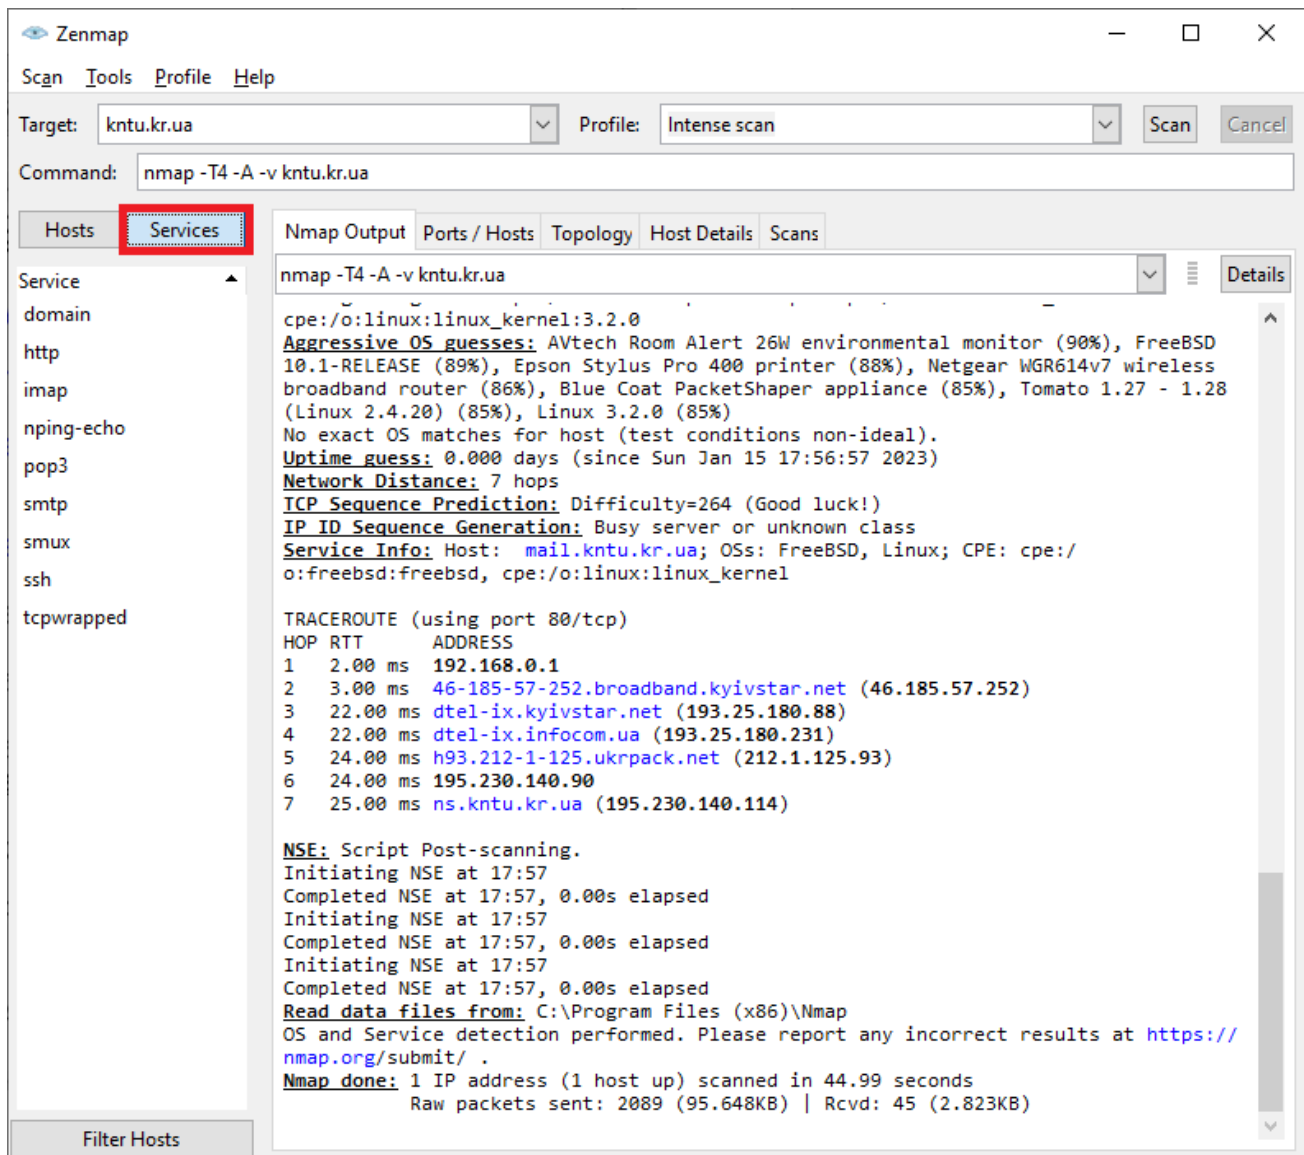 Zenmap
Scan Tools Profile Help
Target: kntu.kr.ua Profile: Intense scan Scan Cancel
Command: nmap -T4 -A -v kntu.kr.ua
Hosts Services
Service
domain
http
imap
nping-echo
pop3
smtp
smux
ssh
tcpwrapped
Filter Hosts
Nmap Output Ports / Hosts Topology Host Details Scans
nmap -T4 -A -v kntu.kr.ua Details
cpe:/o:linux:linux_kernel:3.2.0
Aggressive OS guesses: AVtech Room Alert 26W environmental monitor (90%), FreeBSD
10.1-RELEASE (89%), Epson Stylus Pro 400 printer (88%), Netgear WGR614v7 wireless
broadband router (86%), Blue Coat PacketShaper appliance (85%), Tomato 1.27 - 1.28
(Linux 2.4.20) (85%), Linux 3.2.0 (85%)
No exact OS matches for host (test conditions non-ideal).
Uptime guess: 0.000 days (since Sun Jan 15 17:56:57 2023)
Network Distance: 7 hops
TCP Sequence Prediction: Difficulty=264 (Good luck!)
IP ID Sequence Generation: Busy server or unknown class
Service Info: Host:  mail.kntu.kr.ua; OSs: FreeBSD, Linux; CPE: cpe:/
o:freebsd:freebsd, cpe:/o:linux:linux_kernel
TRACEROUTE (using port 80/tcp)
HOP RTT ADDRESS
1 2.00 ms 192.168.0.1
2 3.00 ms 46-185-57-252.broadband.kyivstar.net (46.185.57.252)
3 22.00 ms dtel-ix.kyivstar.net (193.25.180.88)
4 22.00 ms dtel-ix.infocom.ua (193.25.180.231)
5 24.00 ms h93.212-1-125.ukrpack.net (212.1.125.93)
6 24.00 ms 195.230.140.90
7 25.00 ms ns.kntu.kr.ua (195.230.140.114)
NSE: Script Post-scanning.
Initiating NSE at 17:57
Completed NSE at 17:57, 0.00s elapsed
Initiating NSE at 17:57
Completed NSE at 17:57, 0.00s elapsed
Initiating NSE at 17:57
Completed NSE at 17:57, 0.00s elapsed
Read data files from: C:\Program Files (x86)\Nmap
OS and Service detection performed. Please report any incorrect results at https://
nmap.org/submit/ .
Nmap done: 1 IP address (1 host up) scanned in 44.99 seconds
Raw packets sent: 2089 (95.648KB) | Rcvd: 45 (2.823KB)